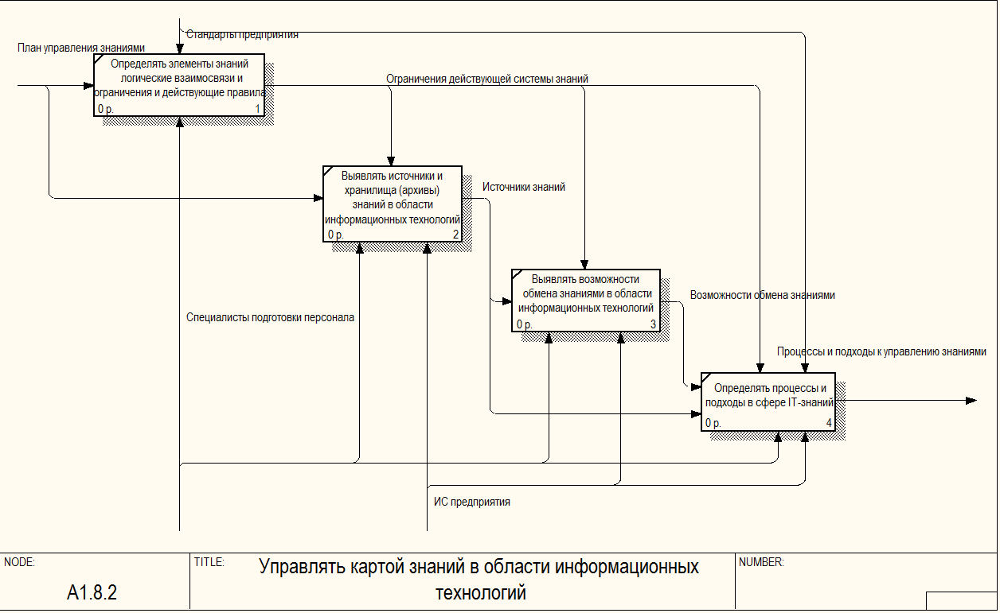 Стандарты предприятия
План управления знаниями
Определять элементы знаний
логические взаимосвязи и
ограничения и действующие правила
0 р.
1
Ограничения действующей системы знаний
Выявлять источники и
хранилища (архивы)
знаний в области
информационных технологий
0 р.
2
Источники знаний
Выявлять возможности
обмена знаниями в области
информационных технологий
0 р.
3
Возможности обмена знаниями
Специалисты подготовки персонала
Процессы и подходы к управлению знаниями
Определять процессы и
подходы в сфере IT-знаний
0 р.
4
ИС предприятия
NODE:
A1.8.2
TITLE:
Управлять картой знаний в области информационных
технологий
NUMBER: